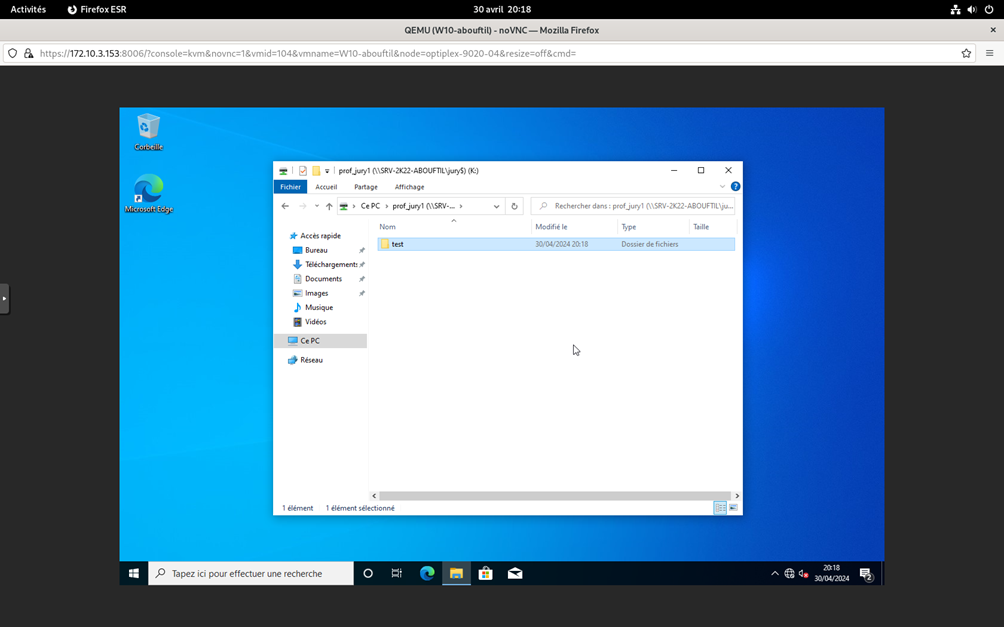 Activités Firefox ESR 30 avril 20:18
QEMU (W10-abouftil) - noVNC — Mozilla Firefox
https://172.10.3.153:8006/?console=kvm&novnc=1&vmid=104&vmname=W10-abouftil&node=optiplex-9020-04&resize=off&cmd=
Corbeille
Microsoft Edge
prof_jury1 (\\SRV-2K22-ABOUFTIL\jury$) (K:)
Fichier Accueil Partage Affichage
Ce PC prof_jury1 (\\SRV-... Rechercher dans : prof_jury1 (\\SRV-2K22-ABOUFTIL\ju...
Nom Modifié le Type Taille
Accès rapide
test 30/04/2024 20:18 Dossier de fichiers
Bureau
Téléchargements
Documents
Images
Musique
Vidéos
Ce PC
Réseau
1 élément 1 élément sélectionné
Tapez ici pour effectuer une recherche
20:18
30/04/2024
2